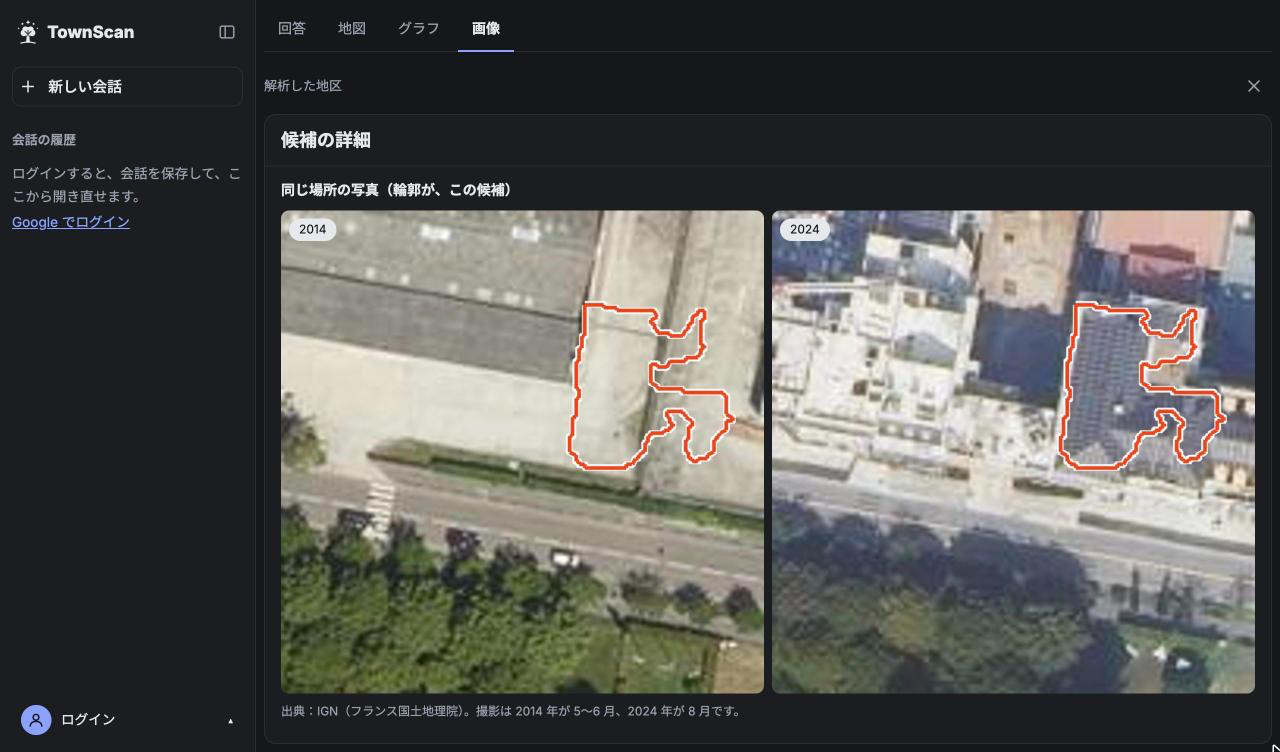 TownScan
新しい会話
会話の履歴
ログインすると、会話を保存して、こ
こから開き直せます。
Google でログイン
ログイン
回答 地図 グラフ 画像
解析した地区
候補の詳細
同じ場所の写真（輪郭が、この候補）
2014
2024
出典：IGN（フランス国土地理院）。撮影は 2014 年が 5〜6 月、2024 年が 8 月です。